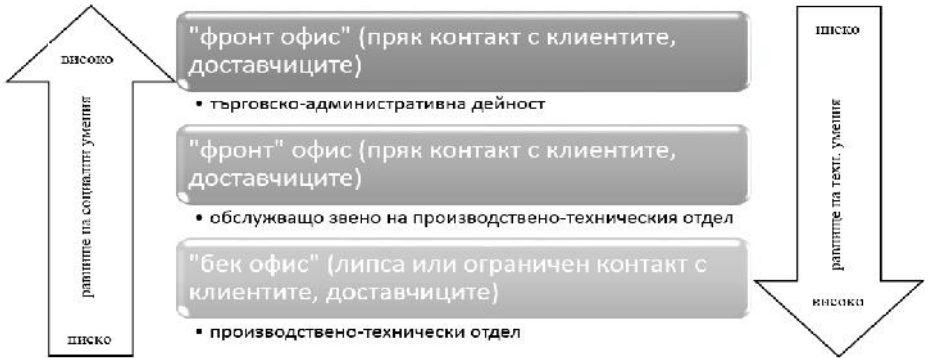 високо
равнище на социални умения
ниско
"фронт офис" (пряк контакт с клиентите,
доставчиците)
• търговско-административна дейност
"фронт" офис (пряк контакт с клиентите,
доставчиците)
• обслужващо звено на производствено-техническия отдел
"бек офис" (липса или ограничен контакт с
клиентите, доставчиците)
• производствено-технически отдел
ниско
равнище на техн. умения
високо